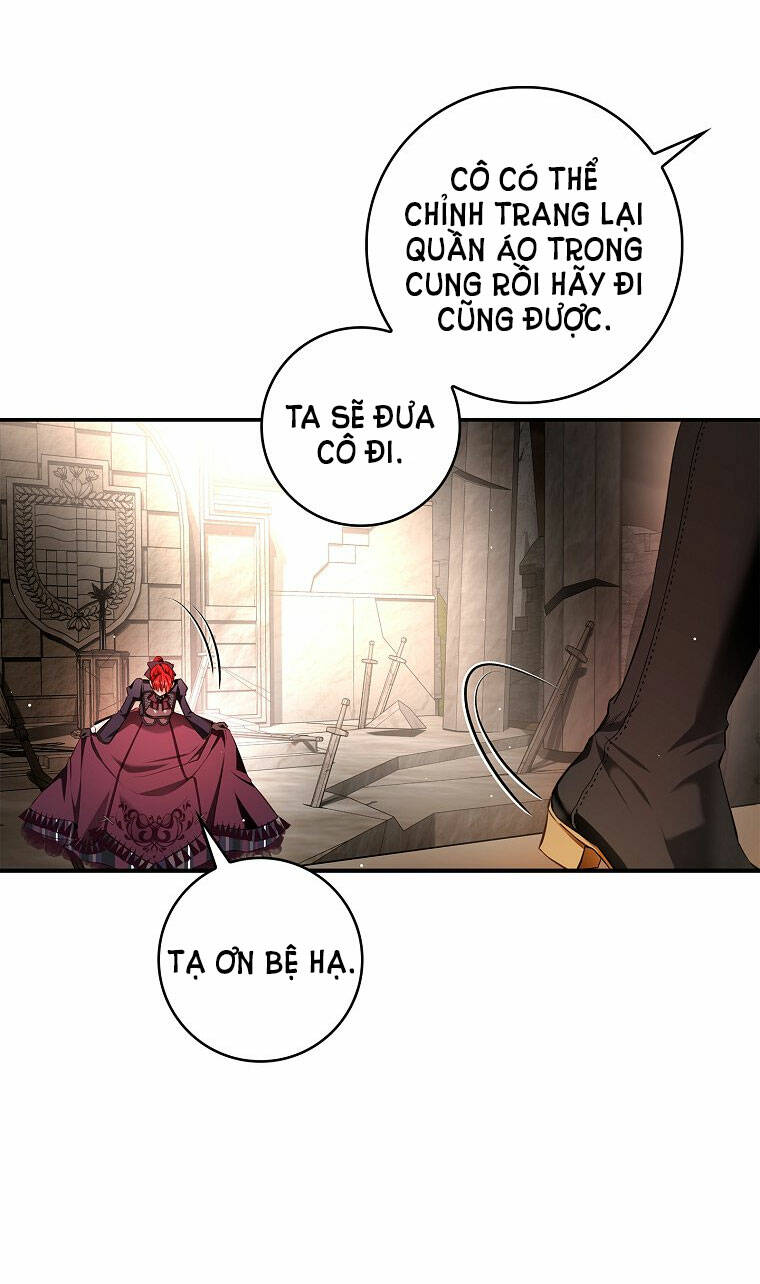 CÔ CÓ THỂ
CHỈNH TRANG LẠI
QUẦN ÁO TRONG
CUNG RỒI HÃY ĐI
CŨNG ĐƯỢC.
TA SẼ ĐƯA
CÔ ĐI.
TẠ ƠN BỆ HẠ.